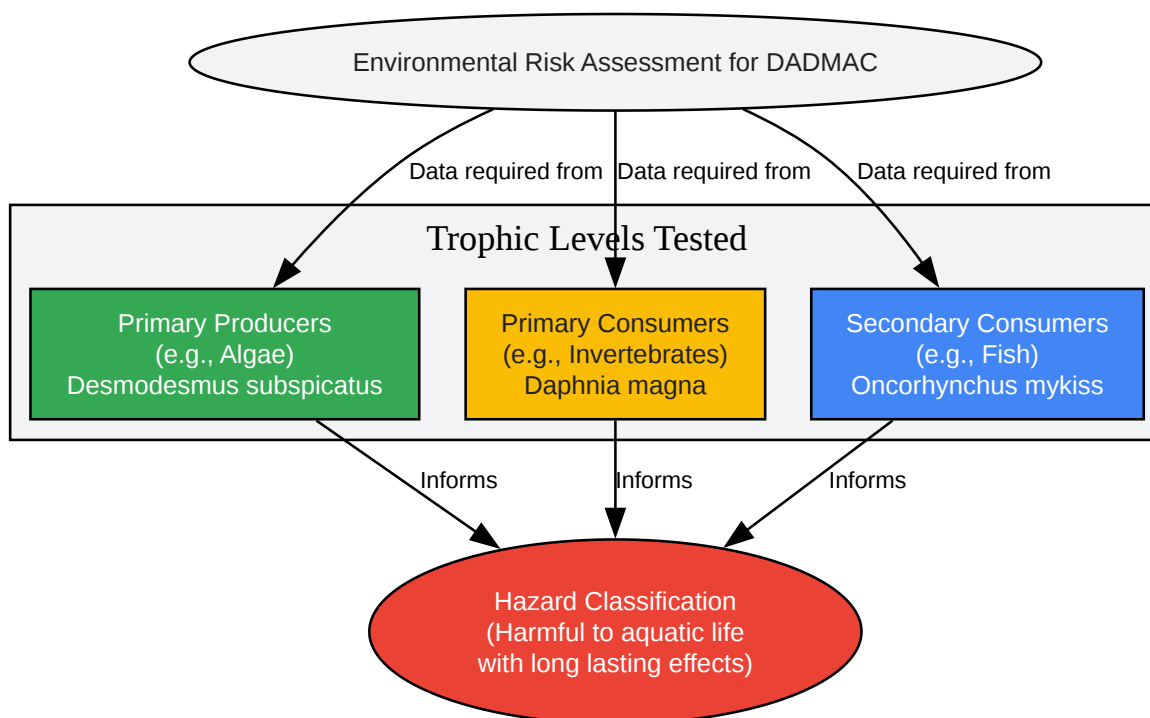 Environmental Risk Assessment for DADMAC
Data required from
Data required from
Data required from
Trophic Levels Tested
Primary Producers
(e.g., Algae)
Desmodesmus subspicatus
Primary Consumers
(e.g., Invertebrates)
Daphnia magna
Secondary Consumers
(e.g., Fish)
Oncorhynchus mykiss
Informs
Informs
Informs
Hazard Classification
(Harmful to aquatic life
with long lasting effects)